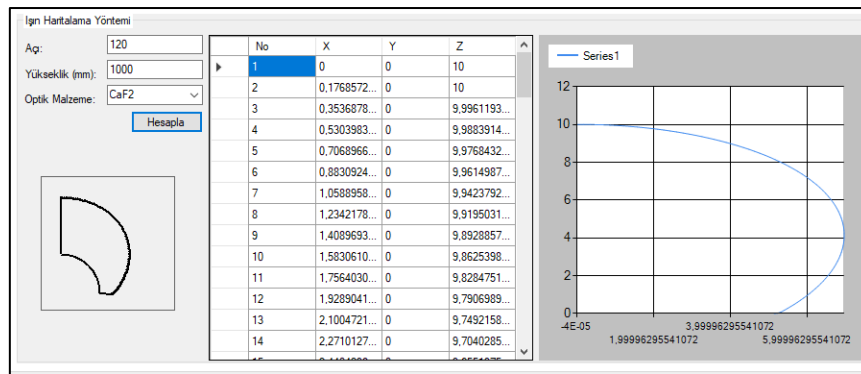 Işın Haritalama Yöntemi
Açı: 120
Yükseklik (mm): 1000
Optik Malzeme: CaF2
Hesapla
No X Y Z
1 0 0 10
2 0,1768572... 0 10
3 0,3536878... 0 9,9961193...
4 0,5303983... 0 9,9883914...
5 0,7068966... 0 9,9768432...
6 0,8830924... 0 9,9614987...
7 1,0588958... 0 9,9423792...
8 1,2342178... 0 9,9195031...
9 1,4089693... 0 9,8928857...
10 1,5830610... 0 9,8625398...
11 1,7564030... 0 9,8284751...
12 1,9289041... 0 9,7906989...
13 2,1004721... 0 9,7492158...
14 2,2710127... 0 9,7040285...
Series1
12
10
8
6
4
2
0
-4E-05 3,99996295541072
1,99996295541072 5,99996295541072